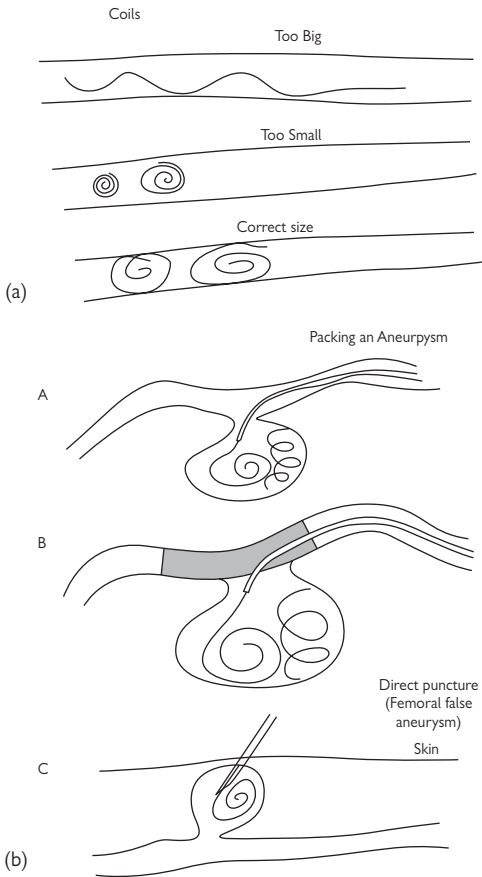 Coils
Too Big
Too Small
Correct size
(a)
Packing an Aneurpysm
A
B
Direct puncture
(Femoral false
aneurysm)
Skin
C
(b)